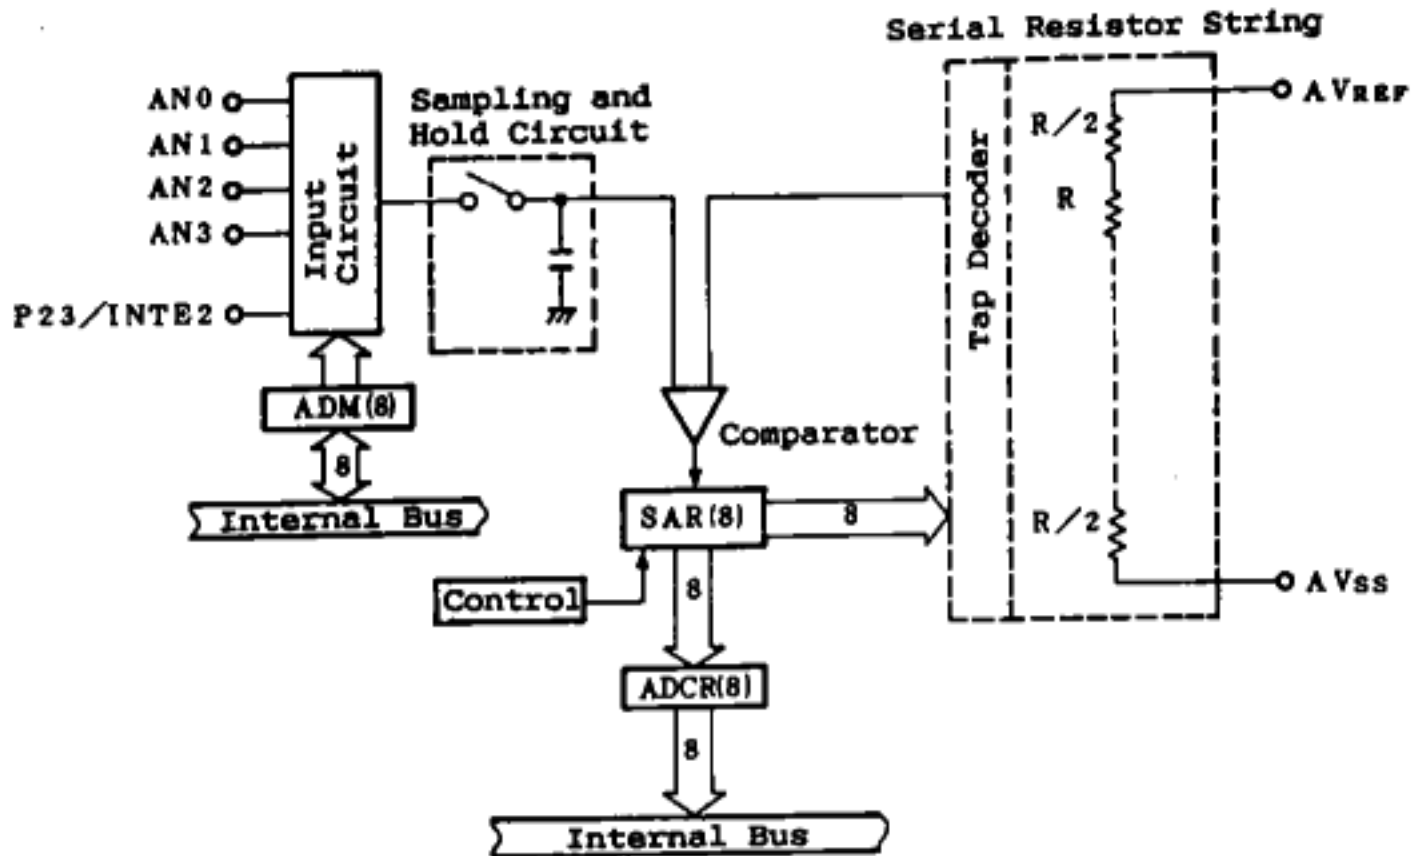 Serial Resistor String
AN0
AN1
AN2
AN3
P23/INTE2
Input
Circuit
Sampling and
Hold Circuit
Tap Decoder
R/2
R
R/2
AVREF
AVSS
ADM(8)
8
Internal Bus
Comparator
SAR(8)
8
Control
8
ADCR(8)
8
Internal Bus